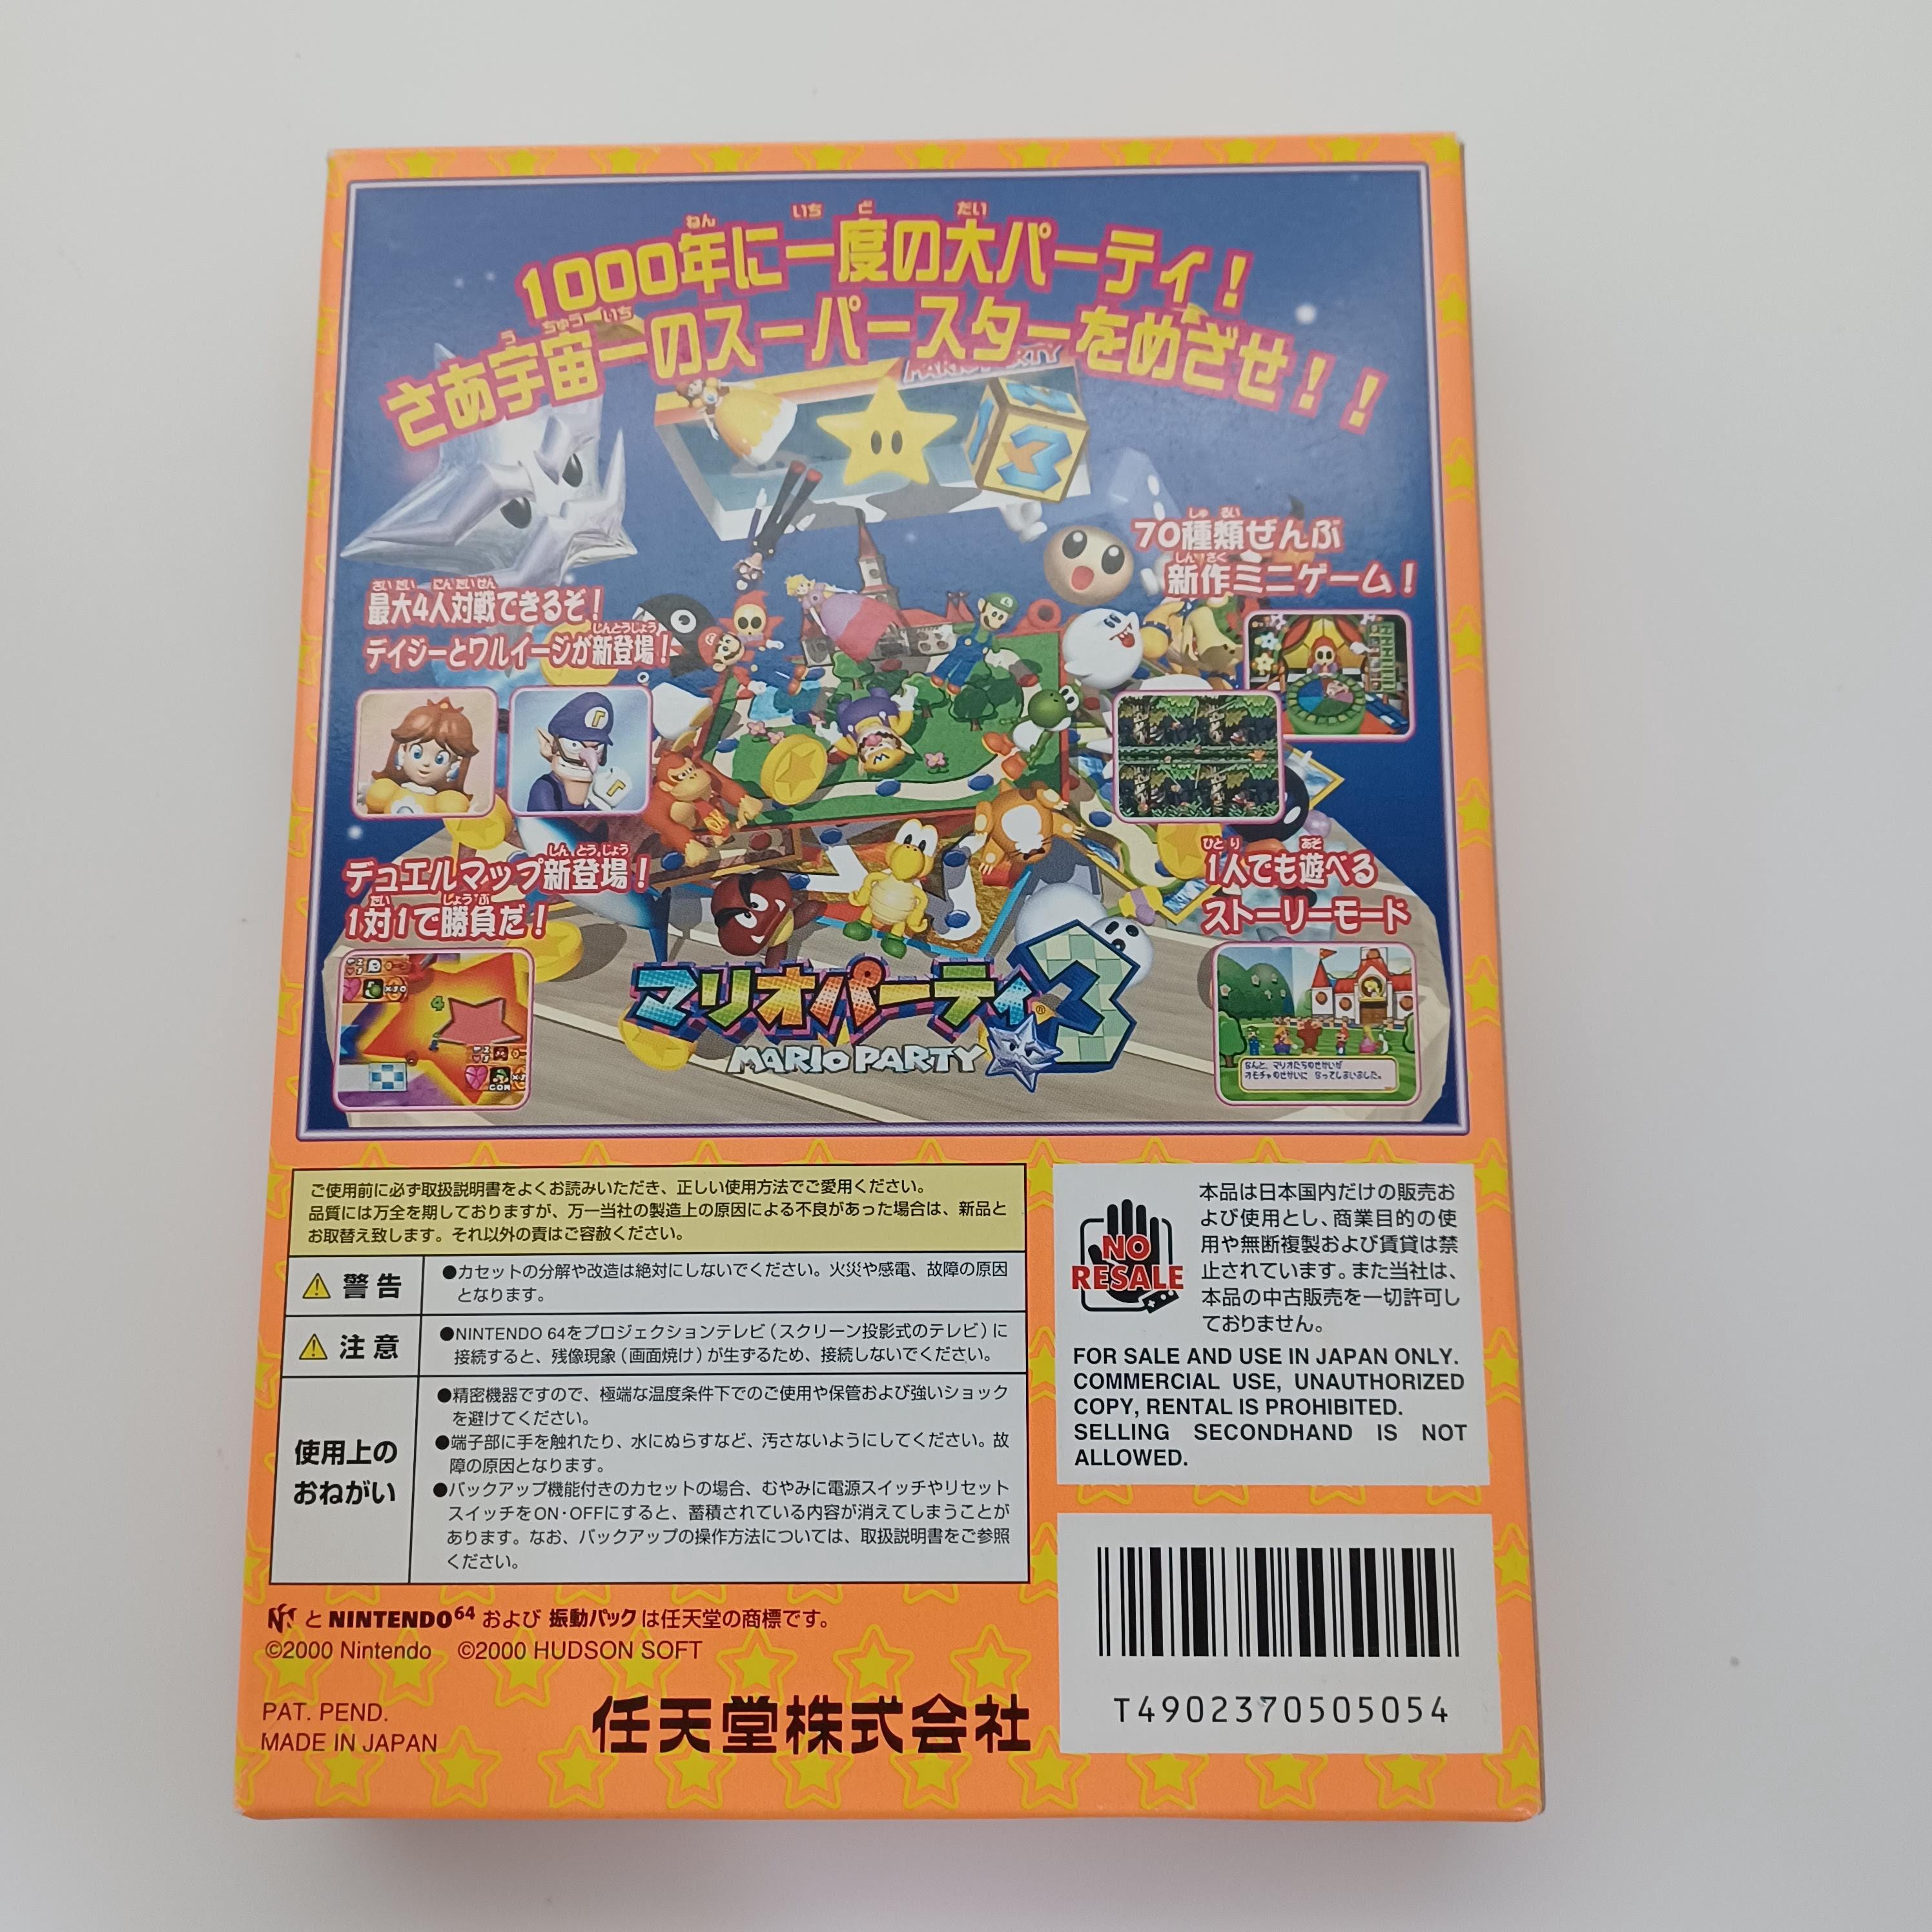 1000年に一度の大パーティ!
さあ宇宙一のスーパースターをめざせ!!
最大4人対戦できるぞ!
デイジーとワルイージが新登場!
70種類ぜんぶ
新作ミニゲーム!
デュエルマップ新登場!
1対1で勝負だ!
1人でも遊べる
ストーリーモード
なんと、マリオたちのせかいが
オモチャのせかいに なってしまいました。
マリオパーティ® 3
MARIO PARTY
ご使用前に必ず取扱説明書をよくお読みいただき、正しい使用方法でご愛用ください。
品質には万全を期しておりますが、万一当社の製造上の原因による不良があった場合は、新品と
お取替え致します。それ以外の責はご容赦ください。
警告
●カセットの分解や改造は絶対にしないでください。火災や感電、故障の原因
となります。
注意
●NINTENDO 64をプロジェクションテレビ(スクリーン投影式のテレビ)に
接続すると、残像現象(画面焼け)が生ずるため、接続しないでください。
使用上の
おねがい
●精密機器ですので、極端な温度条件下でのご使用や保管および強いショック
を避けてください。
●端子部に手を触れたり、水にぬらすなど、汚さないようにしてください。故
障の原因となります。
●バックアップ機能付きのカセットの場合、むやみに電源スイッチやリセット
スイッチをON・OFFにすると、蓄積されている内容が消えてしまうことが
あります。なお、バックアップの操作方法については、取扱説明書をご参照
ください。
NO
RESALE
本品は日本国内だけの販売お
よび使用とし、商業目的の使
用や無断複製および賃貸は禁
止されています。また当社は、
本品の中古販売を一切許可し
ておりません。
FOR SALE AND USE IN JAPAN ONLY.
COMMERCIAL USE, UNAUTHORIZED
COPY, RENTAL IS PROHIBITED.
SELLING SECONDHAND IS NOT
ALLOWED.
と NINTENDO64 および 振動パック は任天堂の商標です。
©2000 Nintendo ©2000 HUDSON SOFT
PAT. PEND.
MADE IN JAPAN
任天堂株式会社
T4902370505054